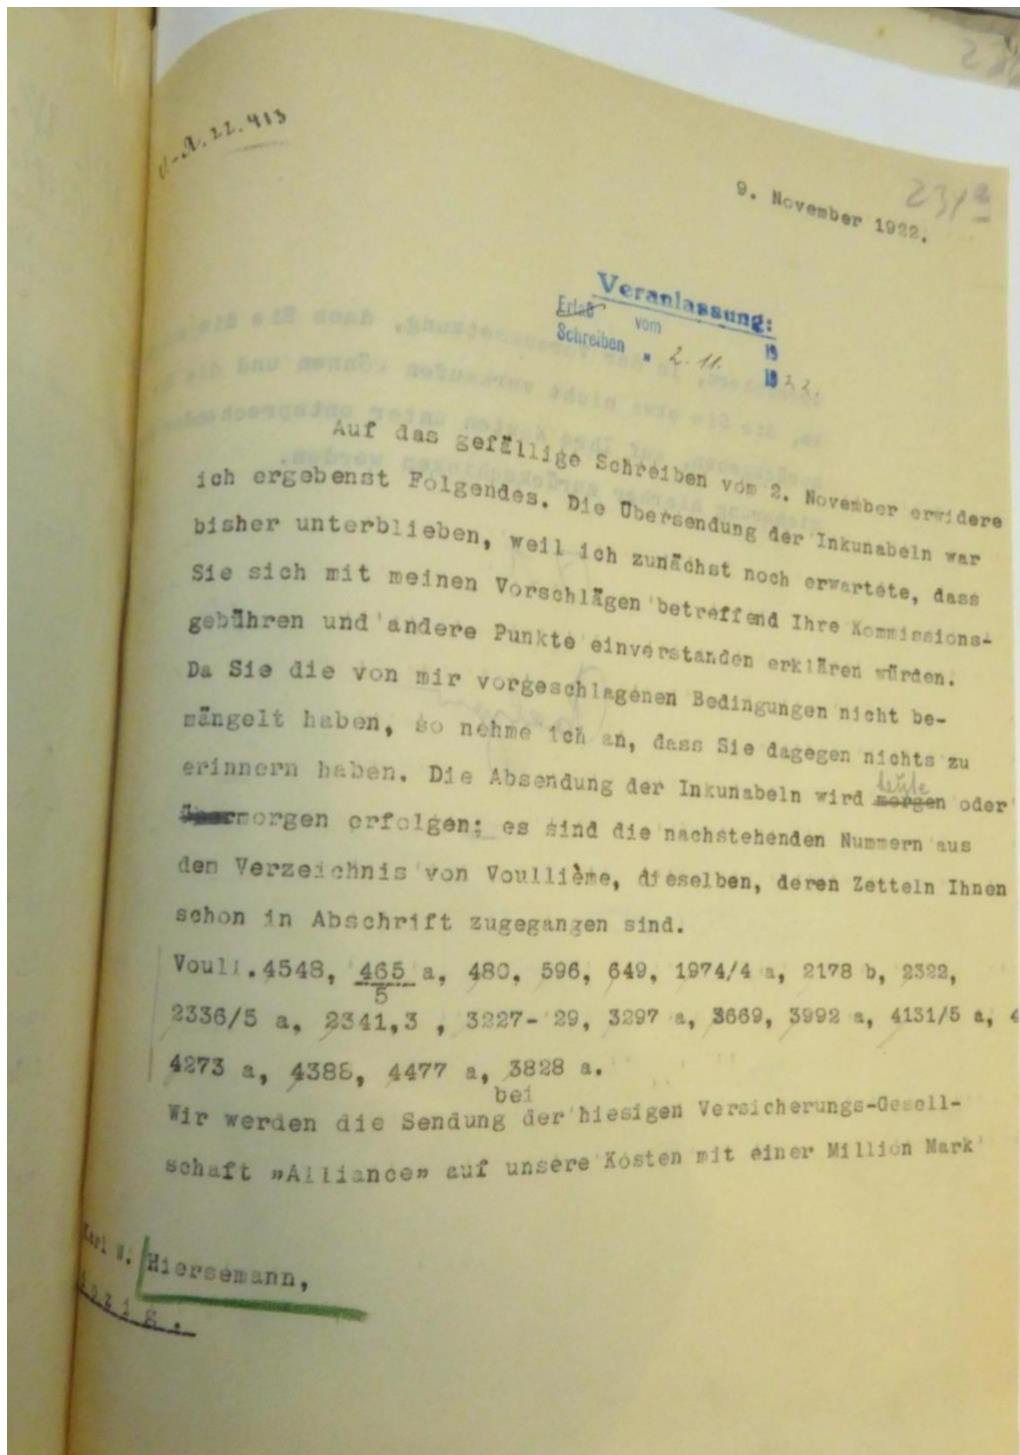 A. 22. 413
231a
9. November 1922.
Veranlassung:
Erlaß vom 19
Schreiben " 2.11. 1922.
Auf das gefällige Schreiben vom 2. November erwidere
ich ergebenst Folgendes. Die Übersendung der Inkunabeln war
bisher unterblieben, weil ich zunächst noch erwartete, dass
Sie sich mit meinen Vorschlägen betreffend Ihre Kommissions-
gebühren und andere Punkte einverstanden erklären würden.
Da Sie die von mir vorgeschlagenen Bedingungen nicht be-
mängelt haben, so nehme ich an, dass Sie dagegen nichts zu
erinnern haben. Die Absendung der Inkunabeln wird heute morgen oder
übermorgen erfolgen; es sind die nachstehenden Nummern aus
dem Verzeichnis von Voullième, dieselben, deren Zetteln Ihnen
schon in Abschrift zugegangen sind.
Voull.4548, 465/5 a, 480, 596, 649, 1974/4 a, 2178 b, 2322,
2336/5 a, 2341,3 , 3227- 29, 3297 a, 3669, 3992 a, 4131/5 a, 4
4273 a, 4388, 4477 a, 3828 a.
Wir werden die Sendung bei der hiesigen Versicherungs-Gesell-
schaft "Alliance" auf unsere Kosten mit einer Million Mark
Karl W. Hiersemann,
ipzig.